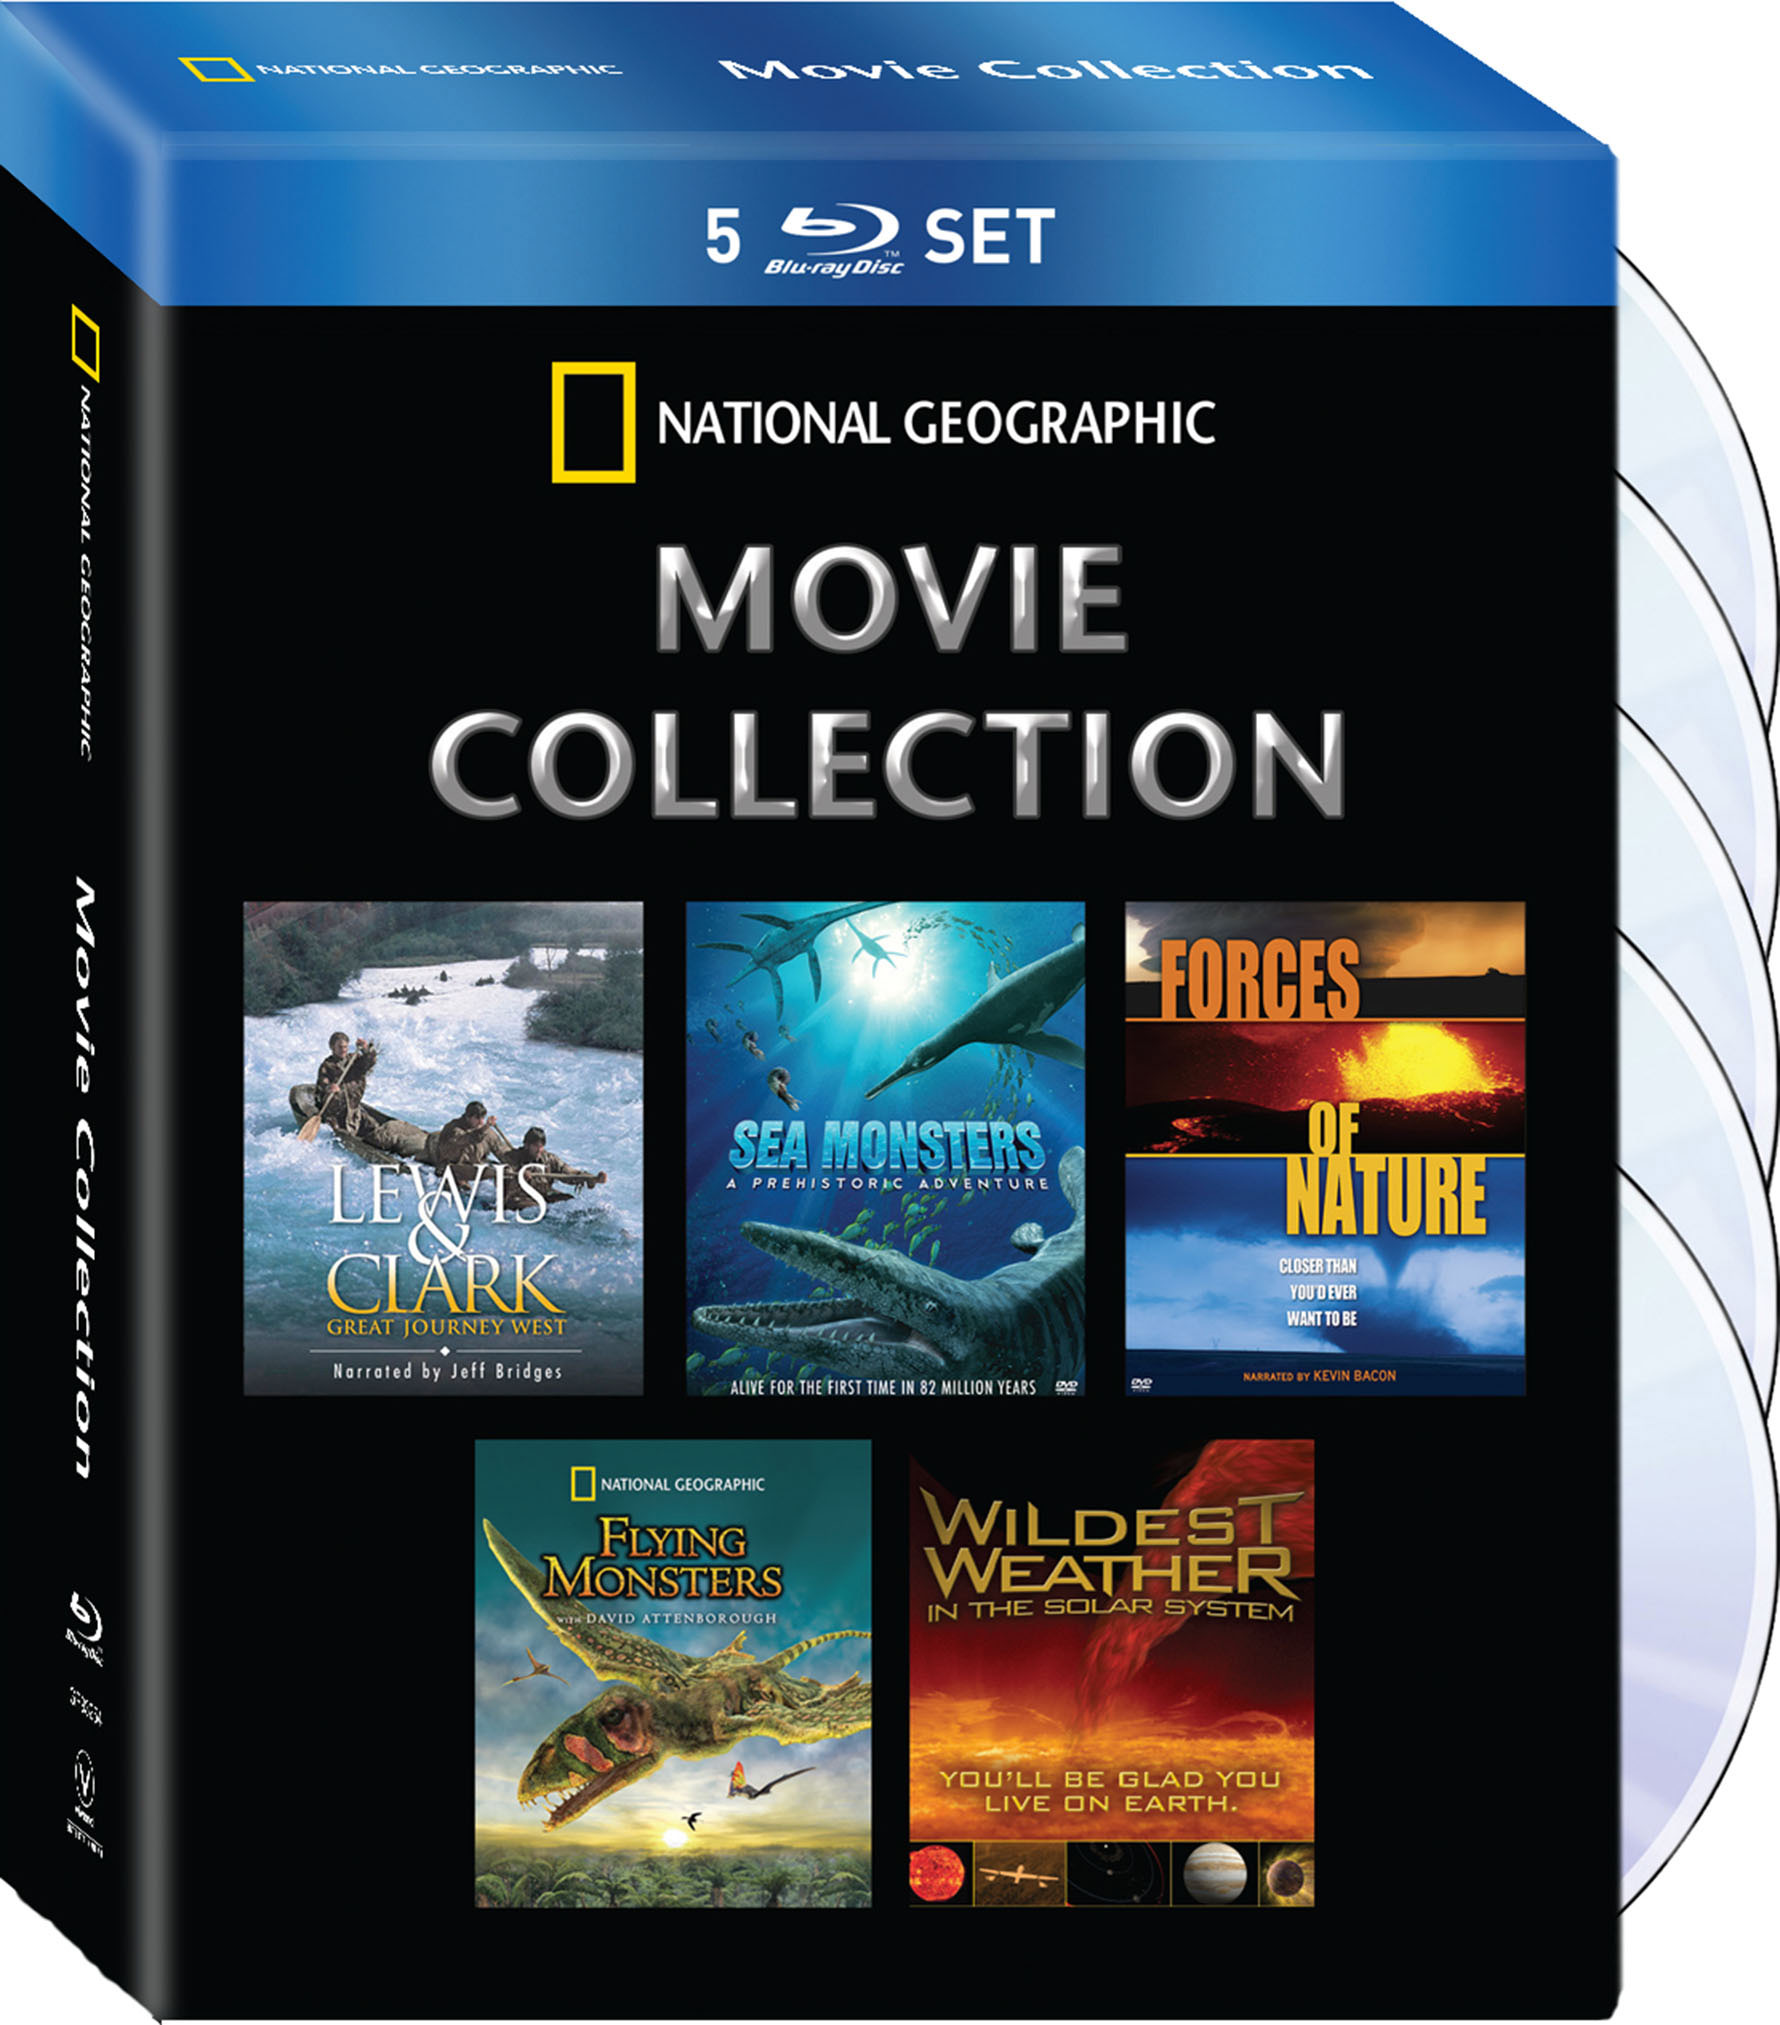 NATIONAL GEOGRAPHIC Movie Collection
5 Blu-ray Disc™ SET
NATIONAL GEOGRAPHIC
MOVIE
COLLECTION
NATIONAL GEOGRAPHIC Movie Collection
LEWIS
&
CLARK
GREAT JOURNEY WEST
Narrated by Jeff Bridges
SEA MONSTERS
A PREHISTORIC ADVENTURE
ALIVE FOR THE FIRST TIME IN 82 MILLION YEARS
DVD
FORCES
OF
NATURE
CLOSER THAN
YOU'D EVER
WANT TO BE
DVD
NARRATED BY KEVIN BACON
NATIONAL GEOGRAPHIC
FLYING
MONSTERS
WITH DAVID ATTENBOROUGH
WILDEST
WEATHER
IN THE SOLAR SYSTEM
YOU'LL BE GLAD YOU
LIVE ON EARTH.